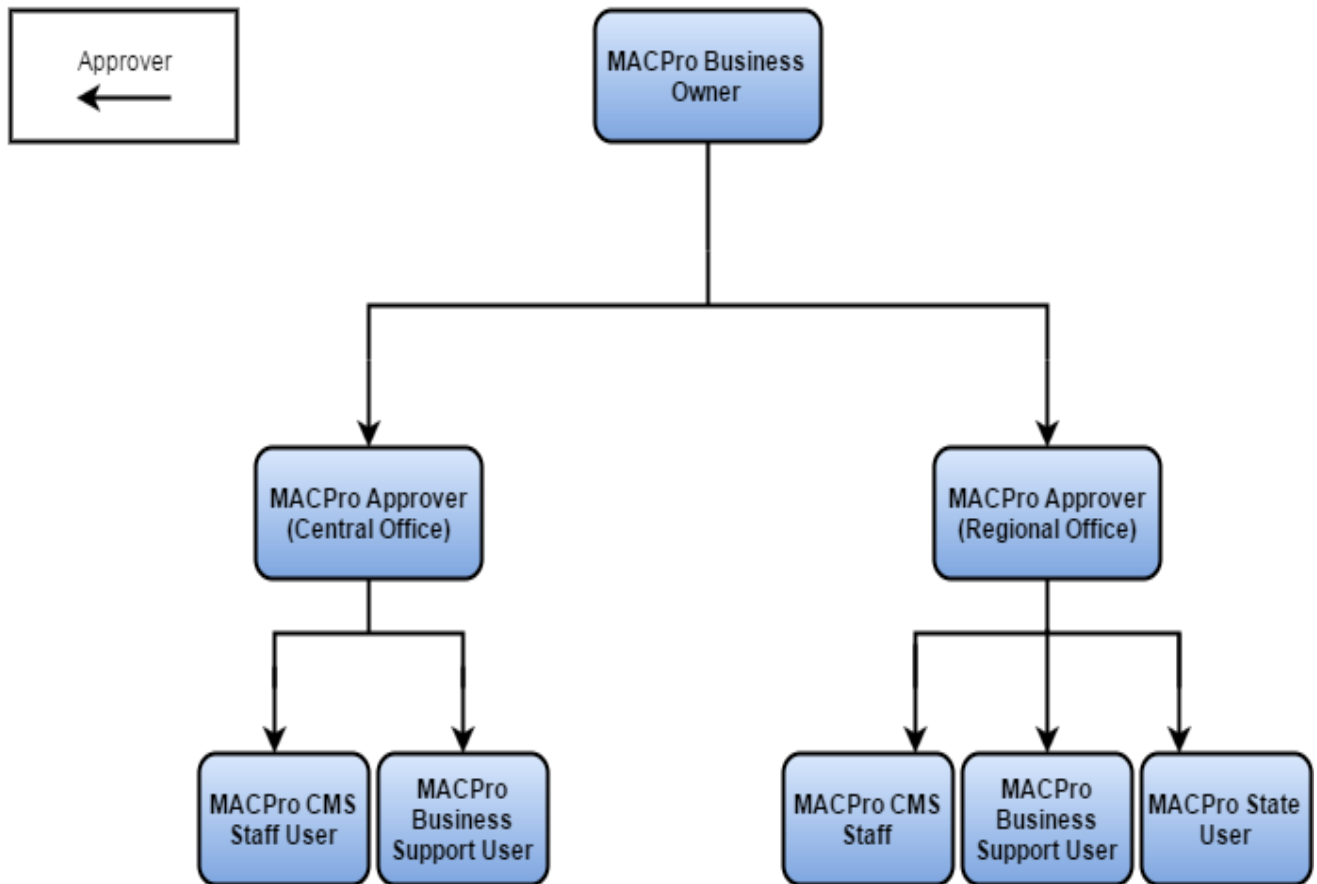 Approver
MACPro Business
Owner
MACPro Approver
(Central Office)
MACPro Approver
(Regional Office)
MACPro CMS
Staff User
MACPro
Business
Support User
MACPro CMS
Staff
MACPro
Business
Support User
MACPro State
User